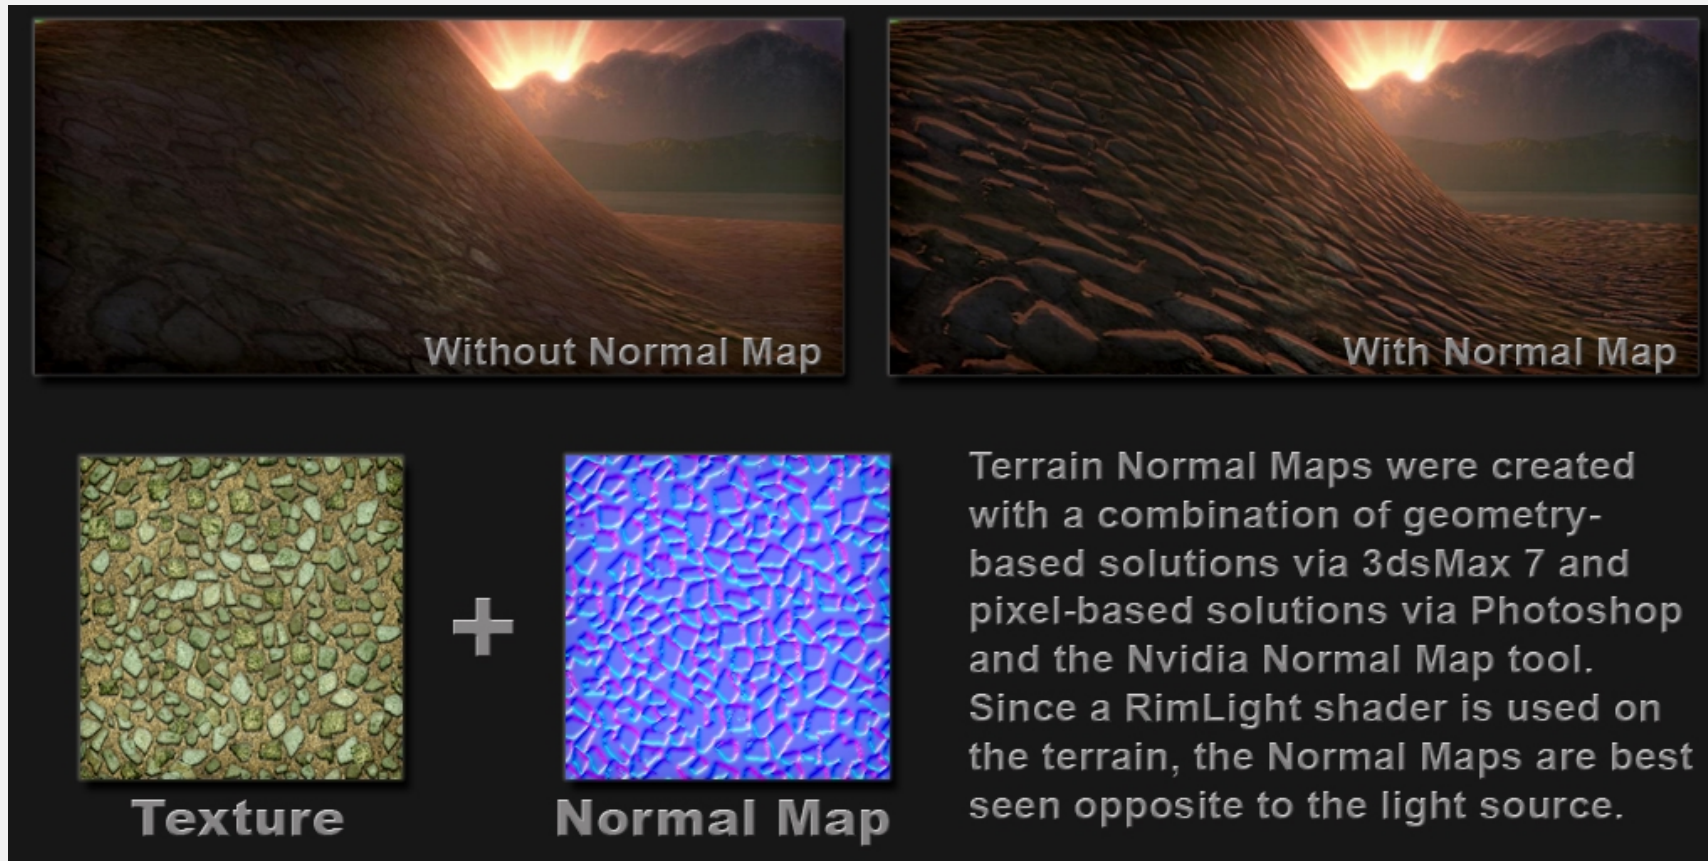 Without Normal Map
With Normal Map
Terrain Normal Maps were created
with a combination of geometry-
based solutions via 3dsMax 7 and
pixel-based solutions via Photoshop
and the Nvidia Normal Map tool.
Since a RimLight shader is used on
the terrain, the Normal Maps are best
seen opposite to the light source.
+
Texture
Normal Map